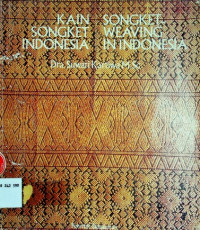 KAIN SONGKET INDONESIA
SONGKET WEAVING IN INDONESIA
Dra. Suwati Kartiwa M.Sc.